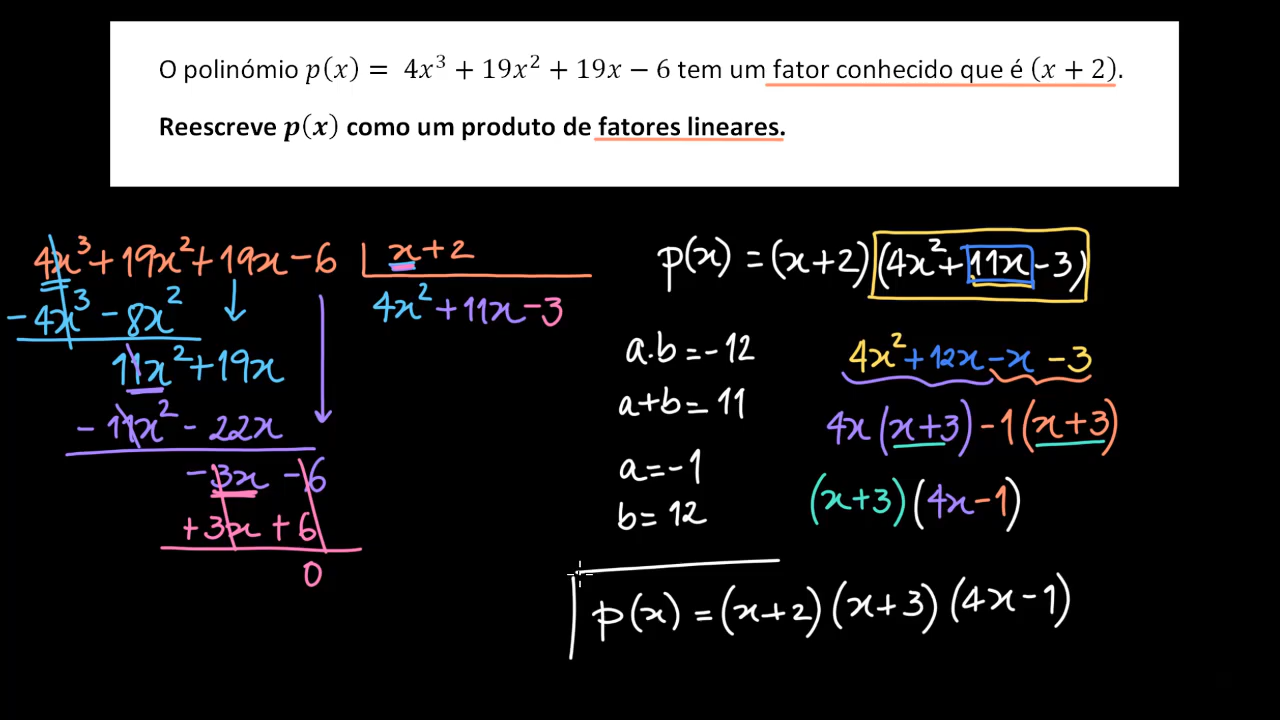 O polinómio p(x) = 4x³ + 19x² + 19x − 6 tem um fator conhecido que é (x + 2).
Reescreve p(x) como um produto de fatores lineares.
4x³ + 19x² + 19x − 6 | x + 2
− 4x³ − 8x²
4x² + 11x − 3
11x² + 19x
− 11x² − 22x
− 3x − 6
+ 3x + 6
0
p(x) = (x+2)(4x² + 11x − 3)
a.b = −12
a+b = 11
a = −1
b = 12
4x² + 12x − x − 3
4x(x+3) − 1(x+3)
(x+3)(4x−1)
p(x) = (x+2)(x+3)(4x−1)